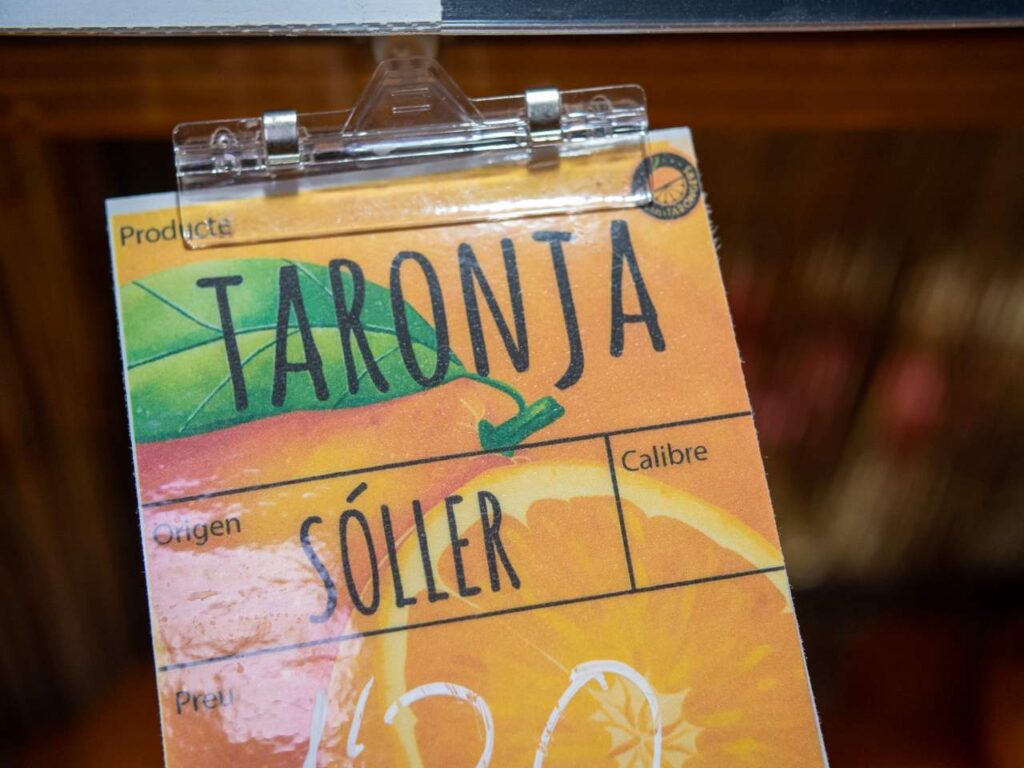 Producte
TARONJA
Origen
SÓLLER
Calibre
Preu